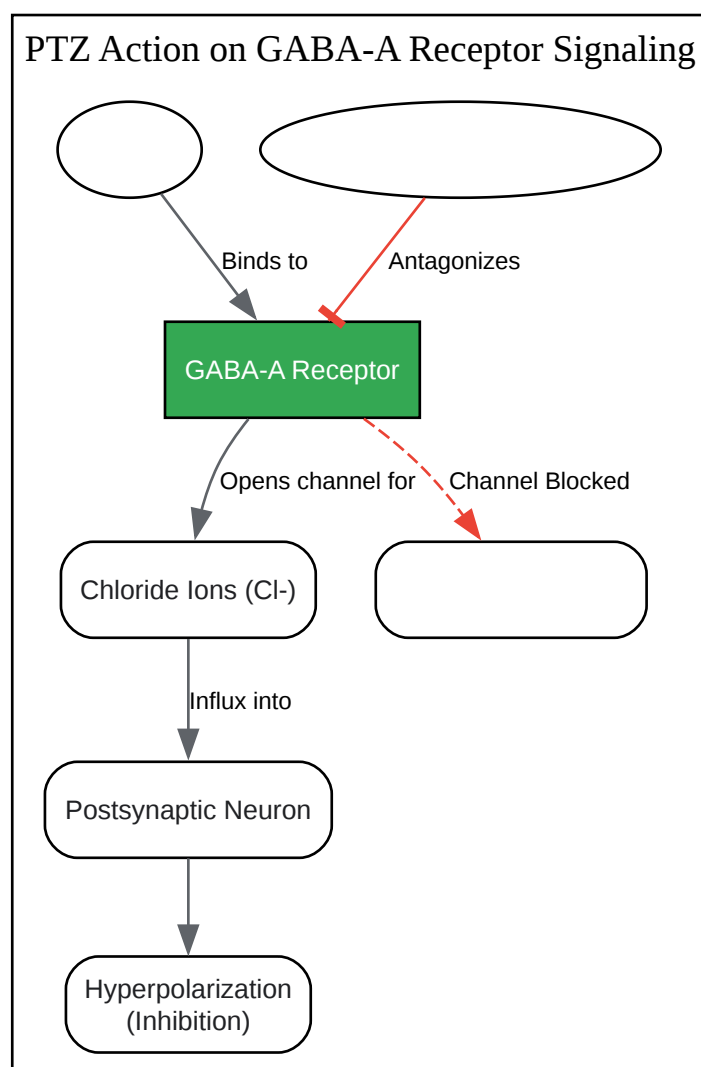 PTZ Action on GABA-A Receptor Signaling
Binds to
Antagonizes
GABA-A Receptor
Opens channel for
Channel Blocked
Chloride Ions (Cl-)
Influx into
Postsynaptic Neuron
Hyperpolarization
(Inhibition)